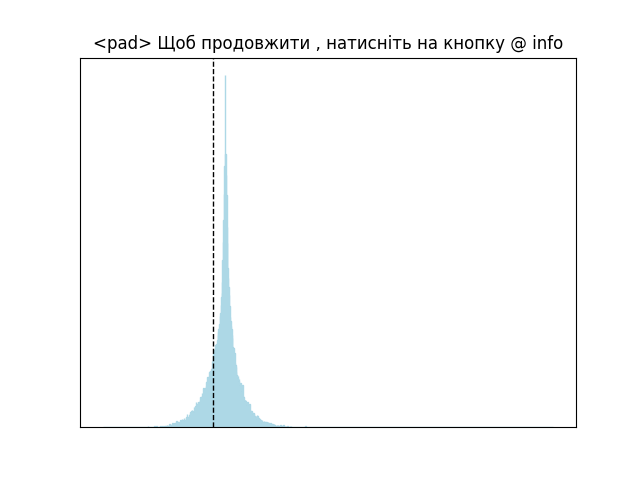 <pad> Щоб продовжити , натисніть на кнопку @ info